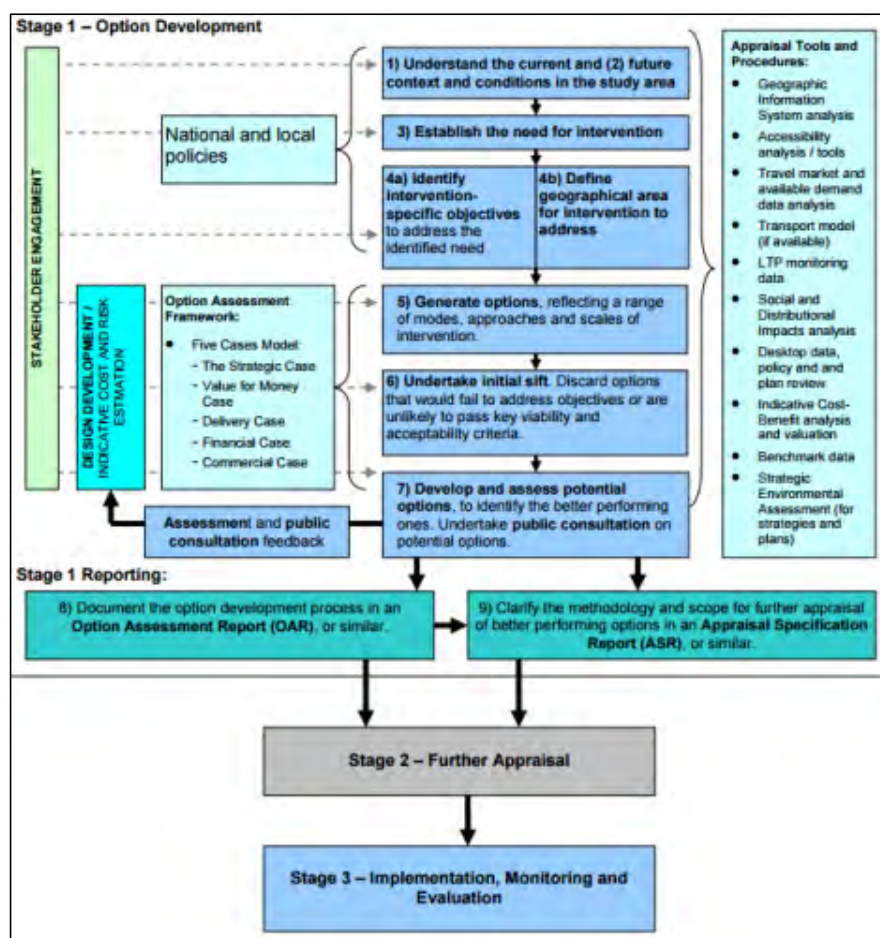 Stage 1 – Option Development
STAKEHOLDER ENGAGEMENT
National and local
policies
1) Understand the current and (2) future
context and conditions in the study area
3) Establish the need for intervention
4a) Identify
intervention-
specific objectives
to address the
identified need
4b) Define
geographical area
for intervention to
address
DESIGN DEVELOPMENT /
INDICATIVE COST AND RISK
ESTMATION
Option Assessment
Framework:
• Five Cases Model:
- The Strategic Case
- Value for Money
Case
- Delivery Case
- Financial Case
- Commercial Case
5) Generate options, reflecting a range
of modes, approaches and scales of
intervention.
6) Undertake initial sift. Discard options
that would fail to address objectives or are
unlikely to pass key viability and
acceptability criteria.
7) Develop and assess potential
options, to identify the better performing
ones. Undertake public consultation on
potential options.
Assessment and public
consultation feedback
Appraisal Tools and
Procedures:
• Geographic
Information
System analysis
• Accessibility
analysis / tools
• Travel market and
available demand
data analysis
• Transport model
(if available)
• LTP monitoring
data
• Social and
Distributional
Impacts analysis
• Desktop data,
policy and and
plan review
• Indicative Cost-
Benefit analysis
and valuation
• Benchmark data
• Strategic
Environmental
Assessment (for
strategies and
plans)
Stage 1 Reporting:
8) Document the option development process in an
Option Assessment Report (OAR), or similar.
9) Clarify the methodology and scope for further appraisal
of better performing options in an Appraisal Specification
Report (ASR), or similar.
Stage 2 – Further Appraisal
Stage 3 – Implementation, Monitoring and
Evaluation